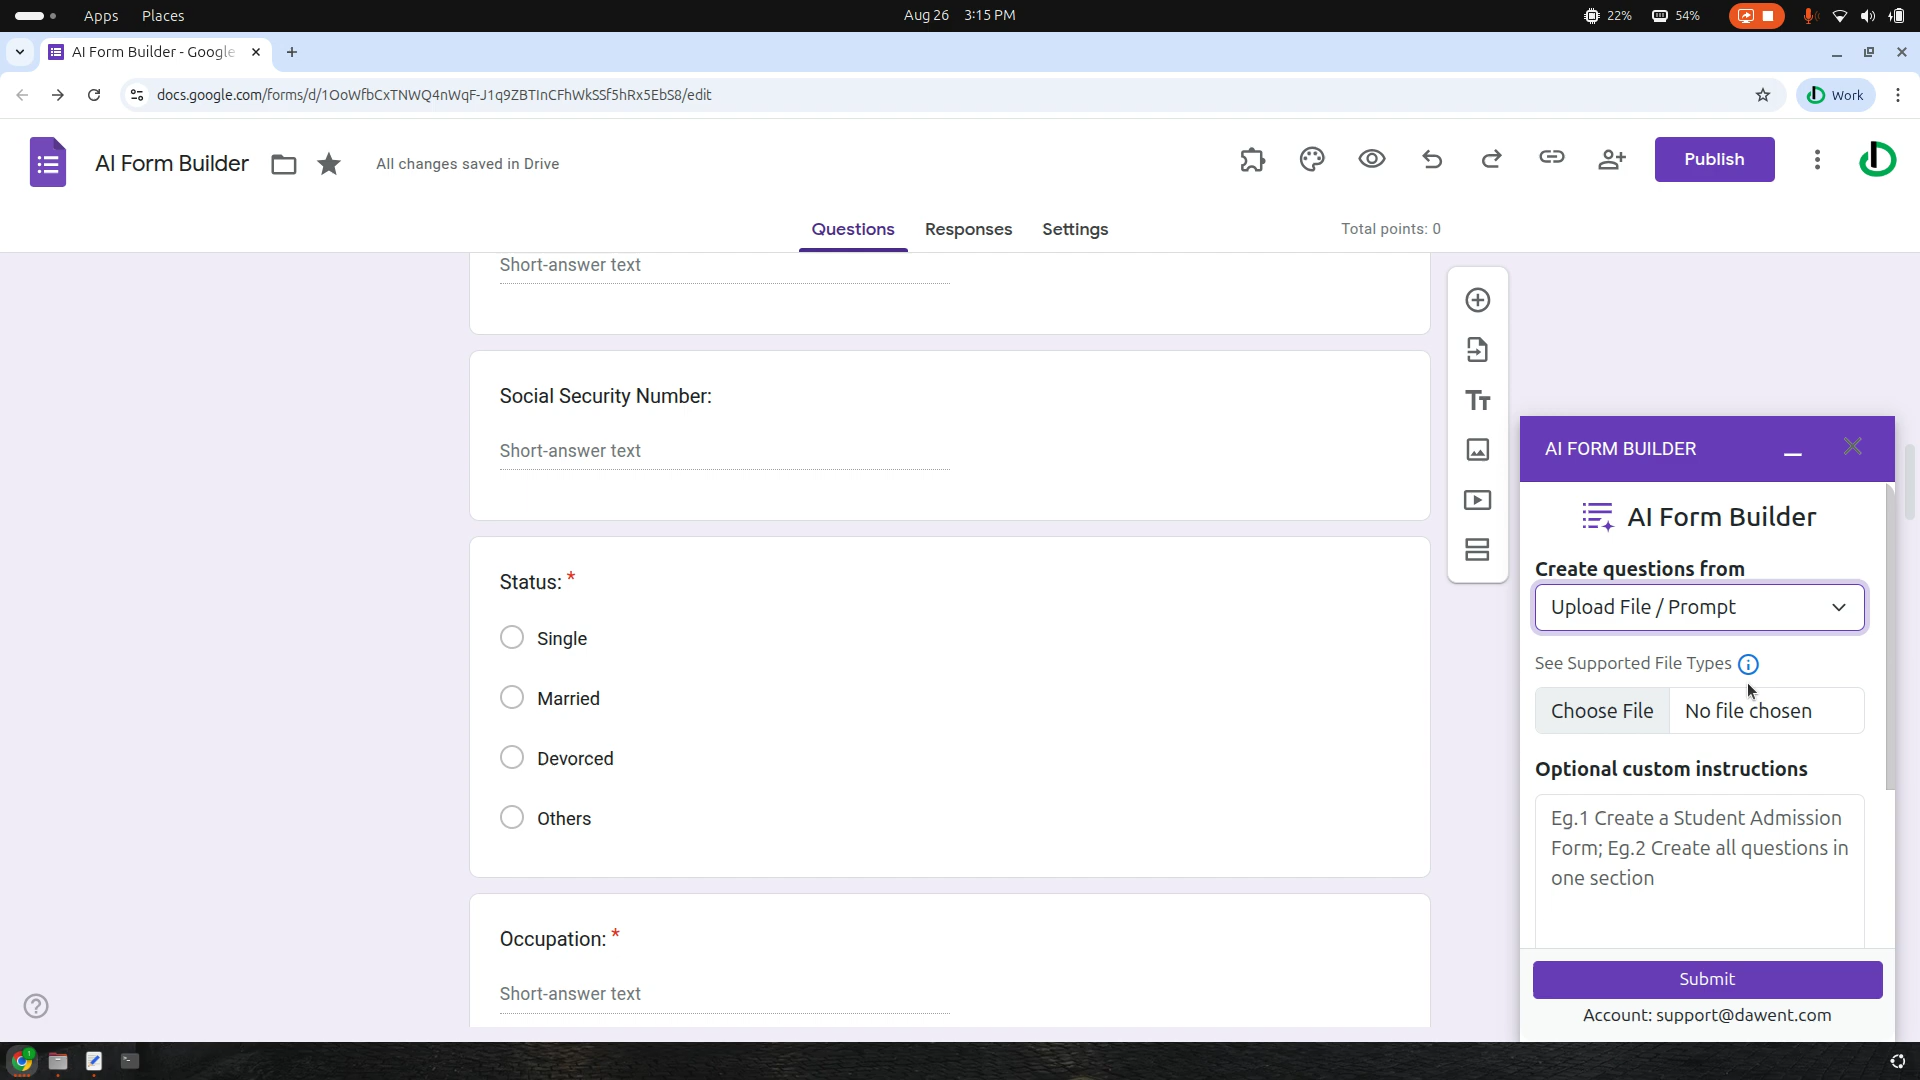 Apps Places Aug 26 3:15 PM 22% 54%
AI Form Builder - Google
docs.google.com/forms/d/1OoWfbCxTNWQ4nWqF-J1q9ZBTInCFhWkSSf5hRx5EbS8/edit Work
AI Form Builder All changes saved in Drive Publish
Questions Responses Settings Total points: 0
Short-answer text
Social Security Number:
Short-answer text
Status: *
Single
Married
Devorced
Others
Occupation: *
Short-answer text
AI FORM BUILDER
AI Form Builder
Create questions from
Upload File / Prompt
See Supported File Types
Choose File No file chosen
Optional custom instructions
Eg.1 Create a Student Admission
Form; Eg.2 Create all questions in
one section
Submit
Account: support@dawent.com